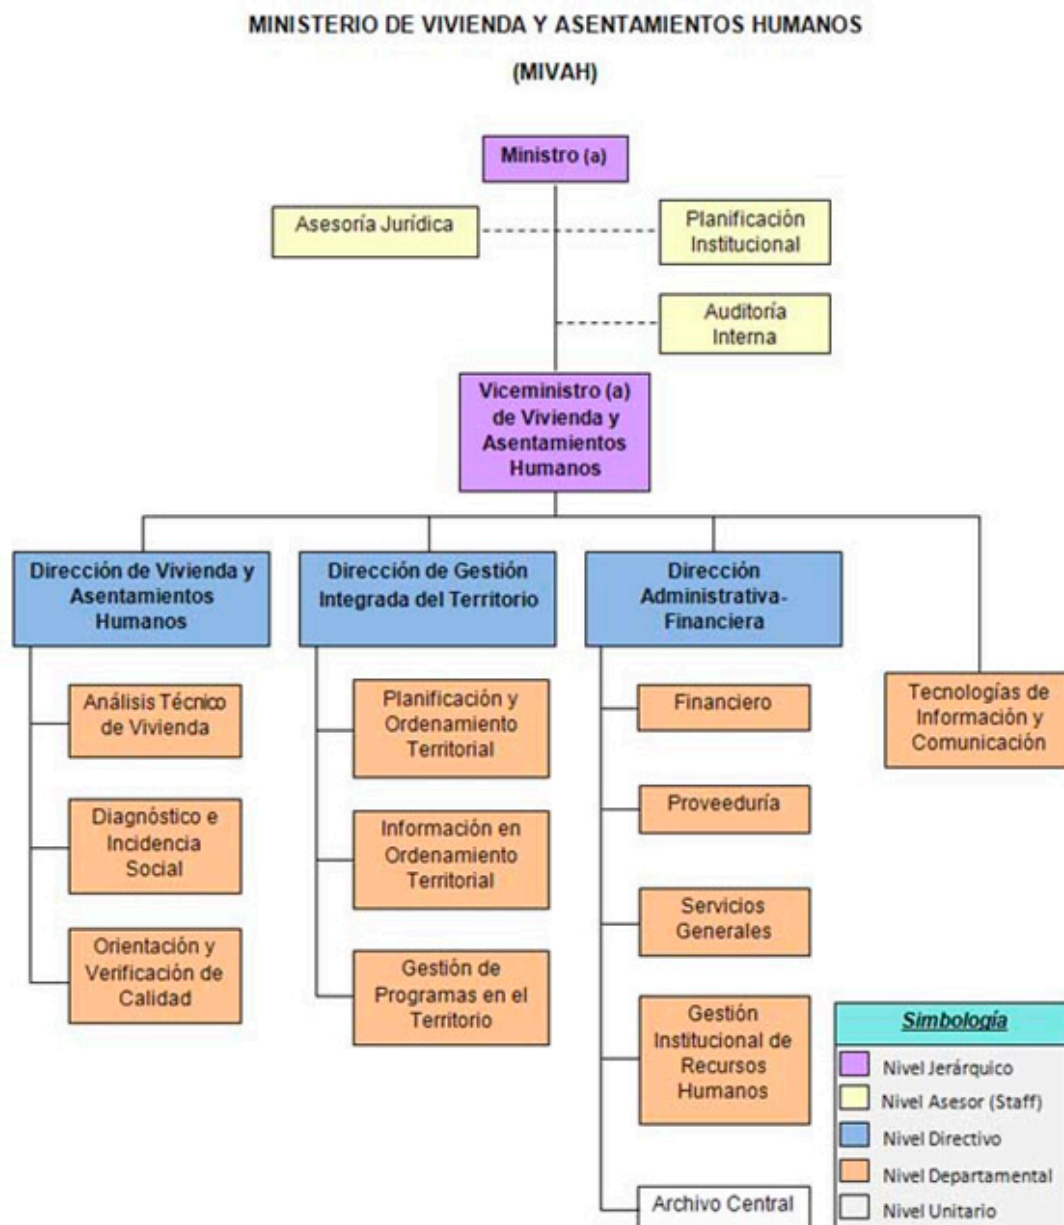 MINISTERIO DE VIVIENDA Y ASENTAMIENTOS HUMANOS
(MIVAH)
Ministro (a)
Asesoría Jurídica
Planificación
Institucional
Auditoría
Interna
Viceministro (a)
de Vivienda y
Asentamientos
Humanos
Dirección de Vivienda y
Asentamientos
Humanos
Dirección de Gestión
Integrada del Territorio
Dirección
Administrativa-
Financiera
Análisis Técnico
de Vivienda
Diagnóstico e
Incidencia
Social
Orientación y
Verificación de
Calidad
Planificación y
Ordenamiento
Territorial
Información en
Ordenamiento
Territorial
Gestión de
Programas en el
Territorio
Financiero
Proveeduría
Servicios
Generales
Gestión
Institucional de
Recursos
Humanos
Archivo Central
Tecnologías de
Información y
Comunicación
Simbología
Nivel Jerárquico
Nivel Asesor (Staff)
Nivel Directivo
Nivel Departamental
Nivel Unitario